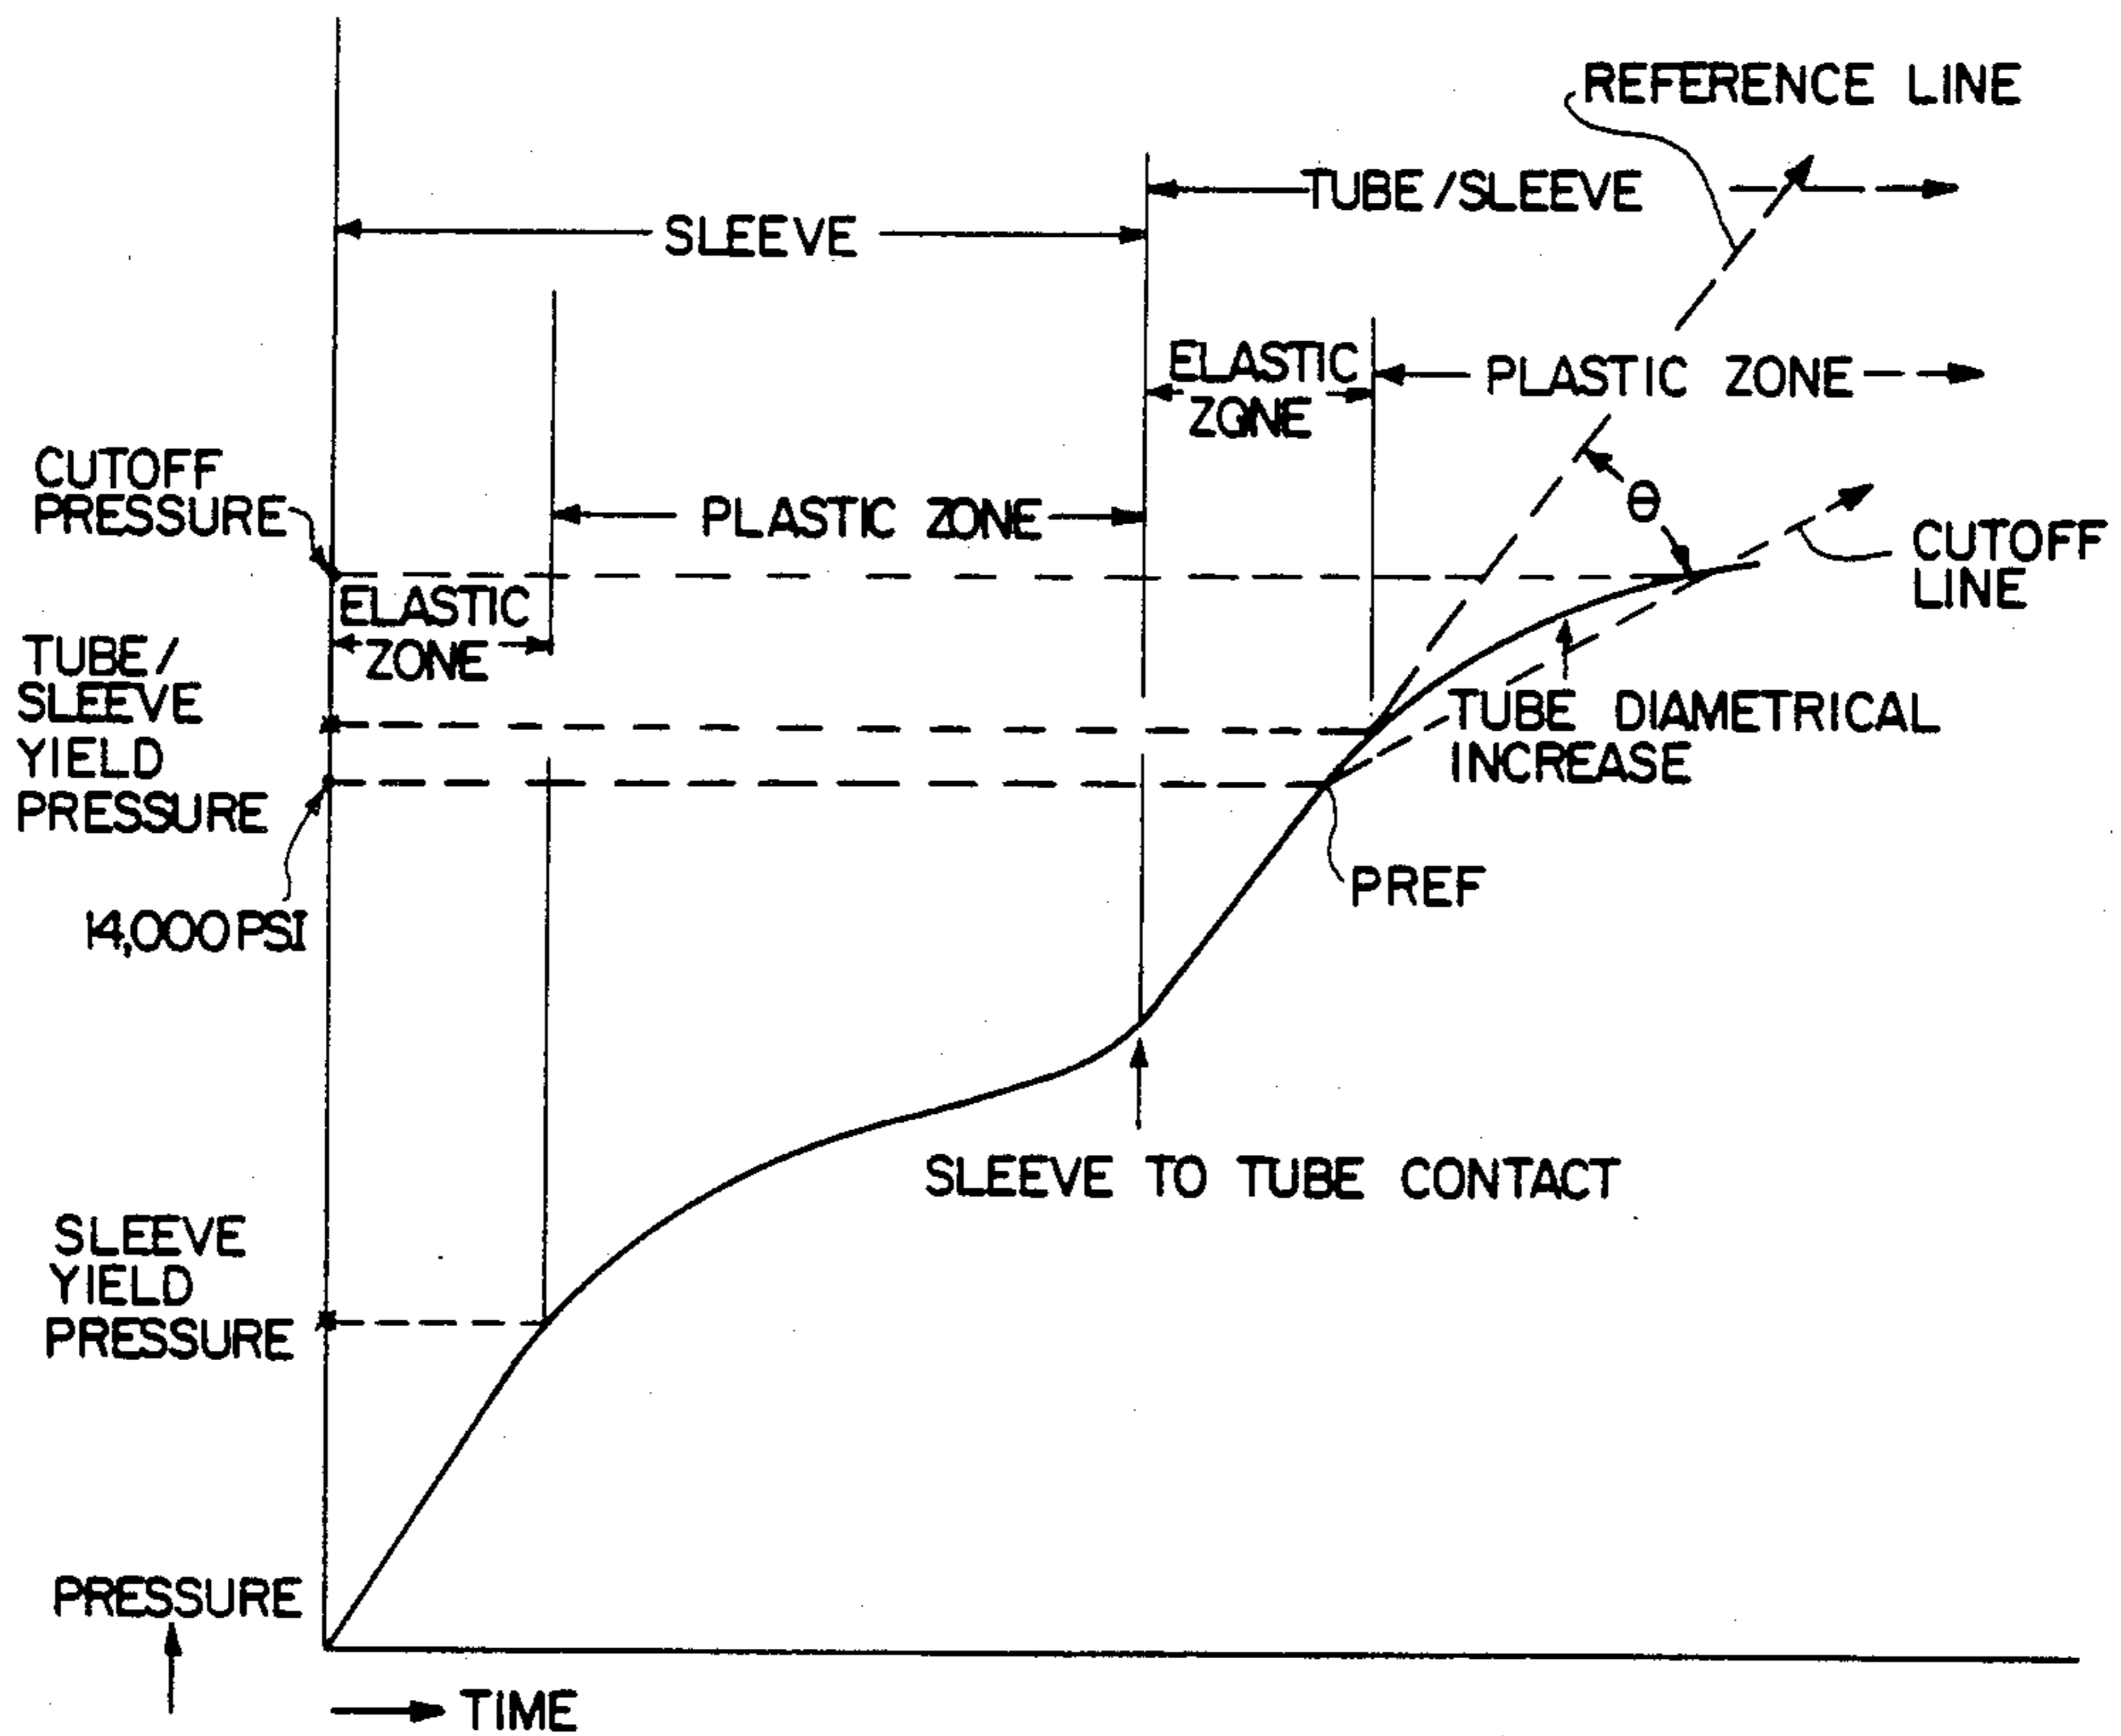 REFERENCE LINE
TUBE/SLEEVE
SLEEVE
ELASTIC
ZONE
PLASTIC ZONE
CUTOFF
PRESSURE
PLASTIC ZONE
θ
CUTOFF
LINE
ELASTIC
ZONE
TUBE/
SLEEVE
YIELD
PRESSURE
TUBE DIAMETRICAL
INCREASE
PREF
14,000 PSI
SLEEVE TO TUBE CONTACT
SLEEVE
YIELD
PRESSURE
PRESSURE
TIME